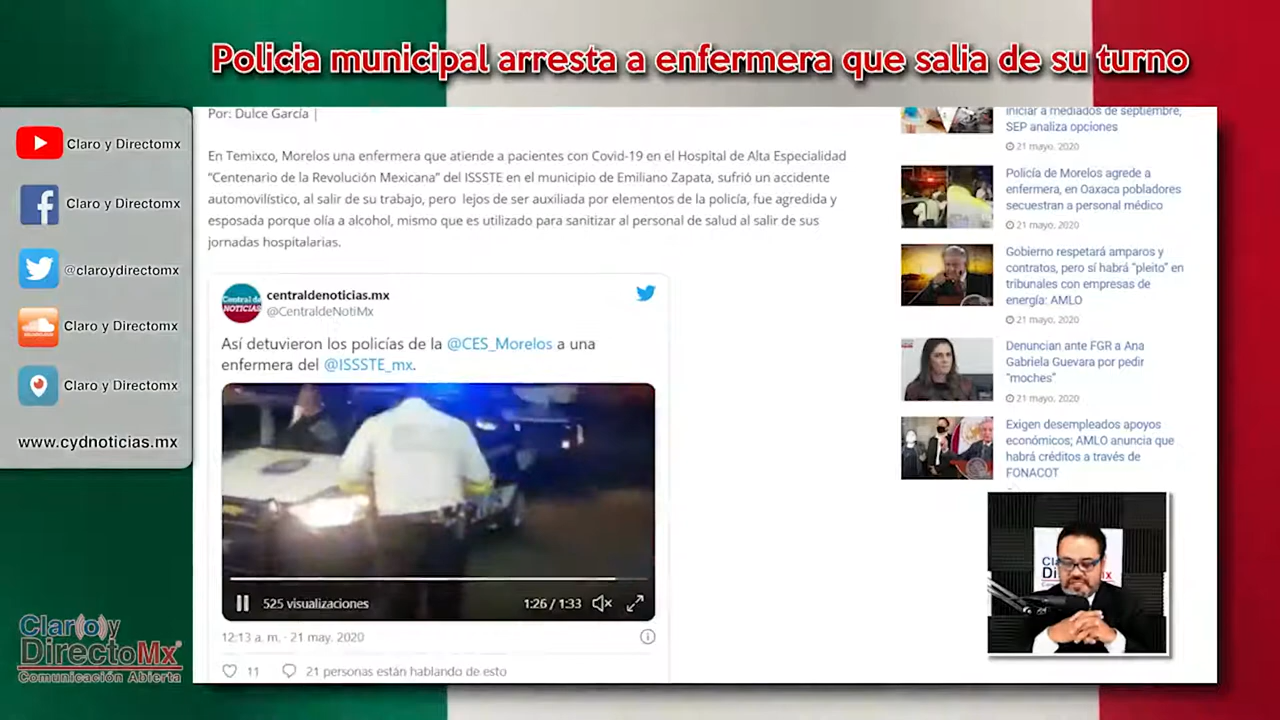 Policia municipal arresta a enfermera que salia de su turno
Claro y Directomx
Claro y Directomx
@claroydirectomx
Claro y Directomx
Claro y Directomx
www.cydnoticias.mx
Por: Dulce García |
En Temixco, Morelos una enfermera que atiende a pacientes con Covid-19 en el Hospital de Alta Especialidad
"Centenario de la Revolución Mexicana" del ISSSTE en el municipio de Emiliano Zapata, sufrió un accidente
automovilístico, al salir de su trabajo, pero lejos de ser auxiliada por elementos de la policía, fue agredida y
esposada porque olía a alcohol, mismo que es utilizado para sanitizar al personal de salud al salir de sus
jornadas hospitalarias.
Central de
NOTICIAS
centraldenoticias.mx
@CentraldeNotiMx
Así detuvieron los policías de la @CES_Morelos a una
enfermera del @ISSSTE_mx.
525 visualizaciones
1:26 / 1:33
12:13 a. m. · 21 may. 2020
11
21 personas están hablando de esto
iniciar a mediados de septiembre,
SEP analiza opciones
21 mayo, 2020
Policía de Morelos agrede a
enfermera, en Oaxaca pobladores
secuestran a personal médico
21 mayo, 2020
Gobierno respetará amparos y
contratos, pero sí habrá "pleito" en
tribunales con empresas de
energía: AMLO
21 mayo, 2020
Denuncian ante FGR a Ana
Gabriela Guevara por pedir
"moches"
21 mayo, 2020
Exigen desempleados apoyos
económicos; AMLO anuncia que
habrá créditos a través de
FONACOT
Claro y
DirectoMx
Comunicación Abierta